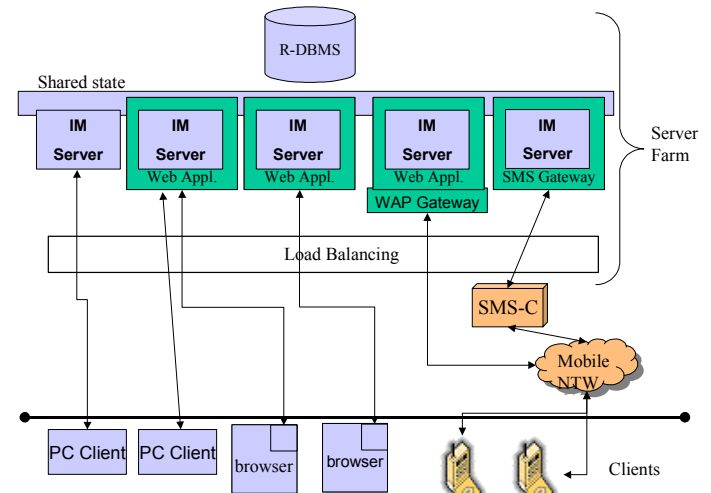 R-DBMS
Shared state
IM
Server
IM
Server
Web Appl.
IM
Server
Web Appl.
IM
Server
Web Appl.
WAP Gateway
IM
Server
SMS Gateway
Server
Farm
Load Balancing
SMS-C
Mobile
NTW
PC Client
PC Client
browser
browser
Clients